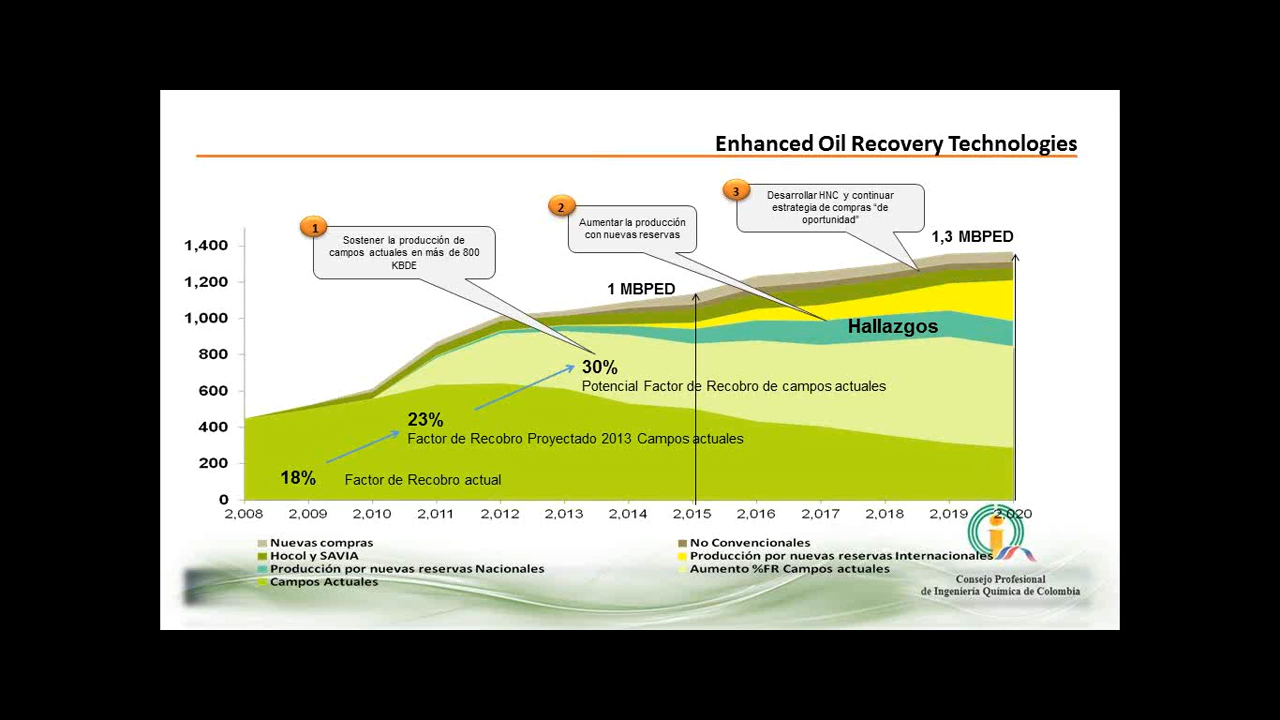 Enhanced Oil Recovery Technologies
1
Sostener la producción de
campos actuales en más de 800
KBDE
2
Aumentar la producción
con nuevas reservas
3
Desarrollar HNC y continuar
estrategia de compras “de
oportunidad”
1 MBPED
1,3 MBPED
1,400
1,200
1,000
800
600
400
200
0
Hallazgos
30%
Potencial Factor de Recobro de campos actuales
23%
Factor de Recobro Proyectado 2013 Campos actuales
18%
Factor de Recobro actual
2,008 2,009 2,010 2,011 2,012 2,013 2,014 2,015 2,016 2,017 2,018 2,019 2,020
Nuevas compras
No Convencionales
Hocol y SAVIA
Producción por nuevas reservas Internacionales
Producción por nuevas reservas Nacionales
Aumento %FR Campos actuales
Campos Actuales
Consejo Profesional
de Ingeniería Química de Colombia